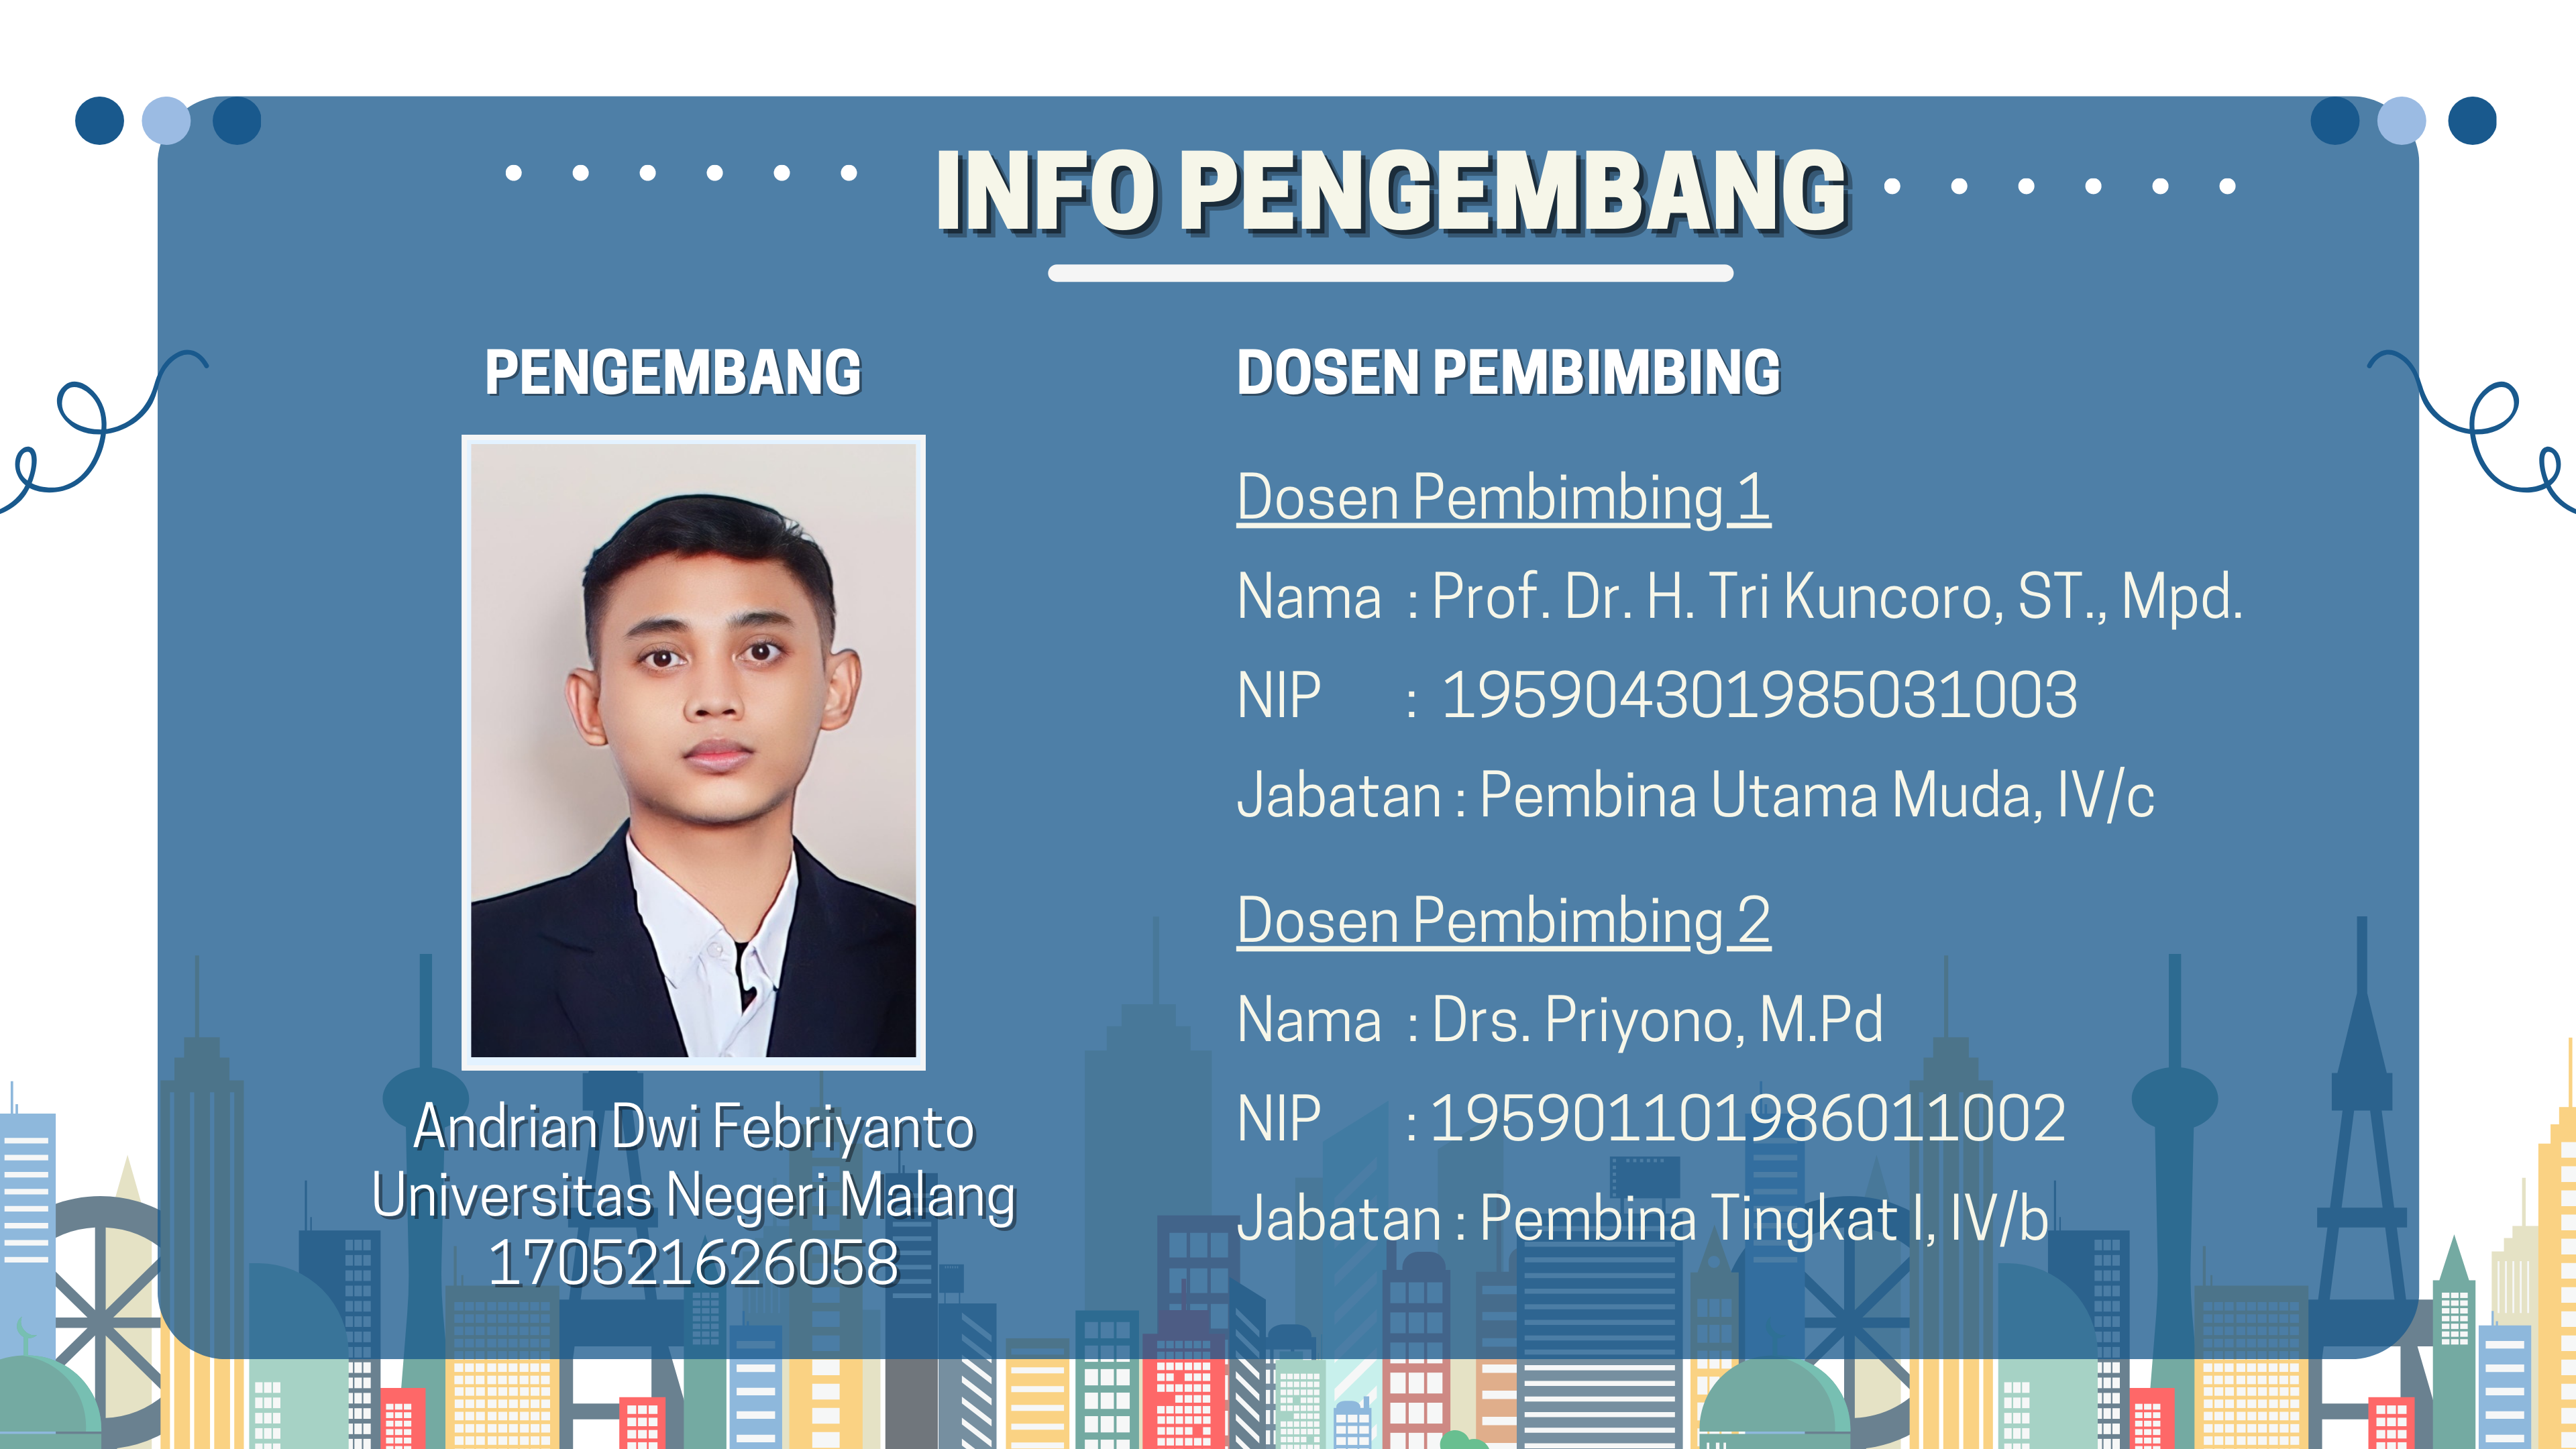 INFO PENGEMBANG
PENGEMBANG
Andrian Dwi Febriyanto
Universitas Negeri Malang
170521626058
DOSEN PEMBIMBING
Dosen Pembimbing 1
Nama : Prof. Dr. H. Tri Kuncoro, ST., Mpd.
NIP : 195904301985031003
Jabatan : Pembina Utama Muda, IV/c
Dosen Pembimbing 2
Nama : Drs. Priyono, M.Pd
NIP : 195901101986011002
Jabatan : Pembina Tingkat I, IV/b